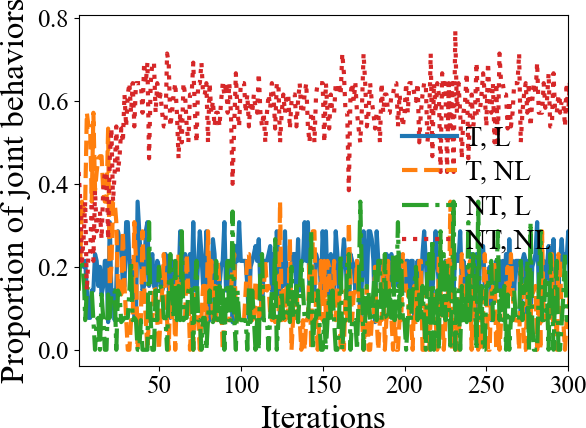 Proportion of joint behaviors
0.8
0.6
0.4
0.2
0.0
T, L
T, NL
NT, L
NT, NL
50
100
150
200
250
300
Iterations